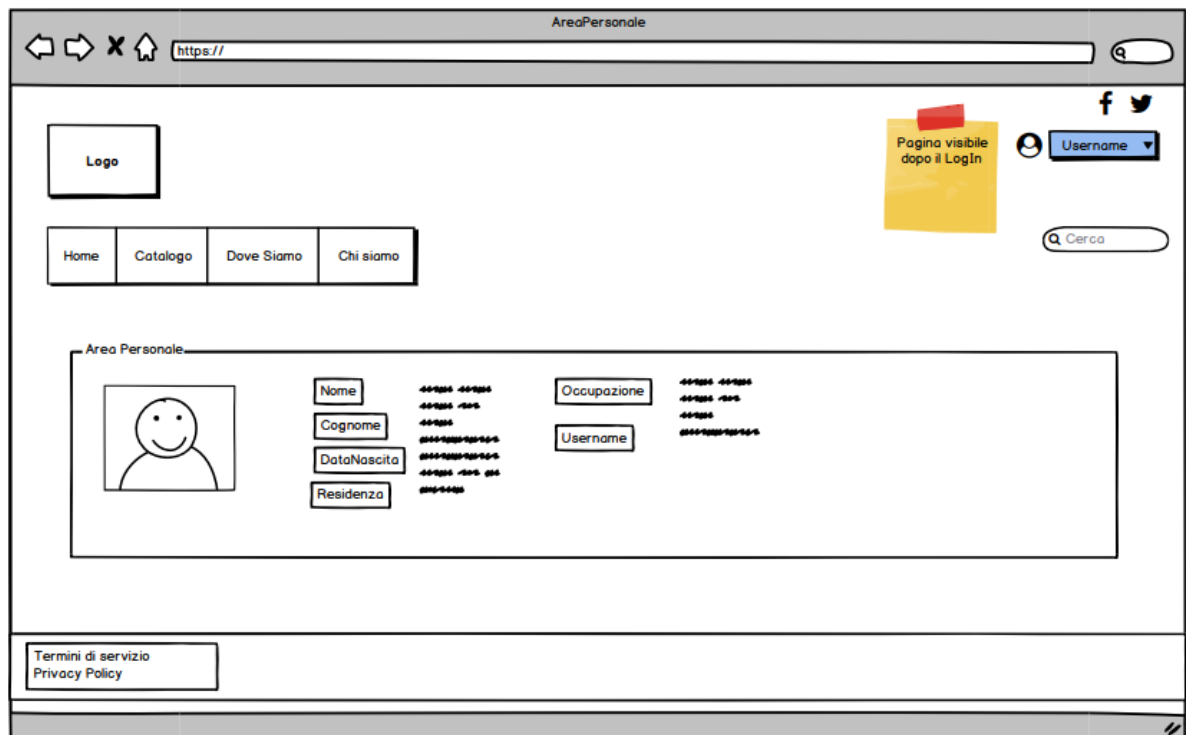 AreaPersonale
https://
Logo
Pagina visibile
dopo il LogIn
Username
Home
Catalogo
Dove Siamo
Chi siamo
Cerca
Area Personale
Nome
Cognome
DataNascita
Residenza
Occupazione
Username
Termini di servizio
Privacy Policy